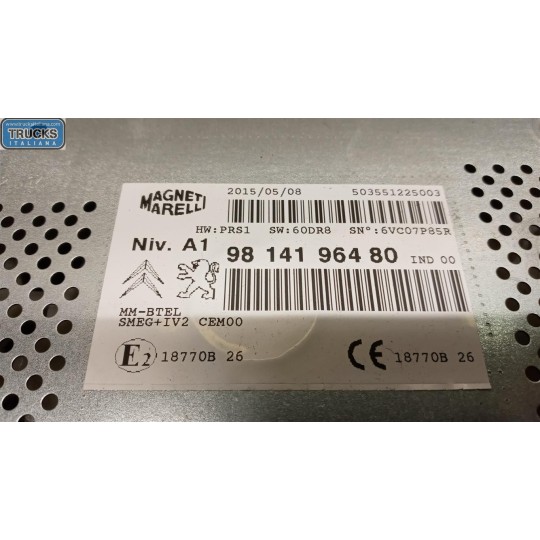 TRUCKS
ITALIANA
MAGNETI
MARELLI
2015/05/08 503551225003
HW:PRS1 SW:60DR8 SN°:6VC07P85R
Niv. A1 98 141 964 80 IND 00
MM-BTEL
SMEG+IV2 CEM00
E2 18770B 26 CE 18770B 26